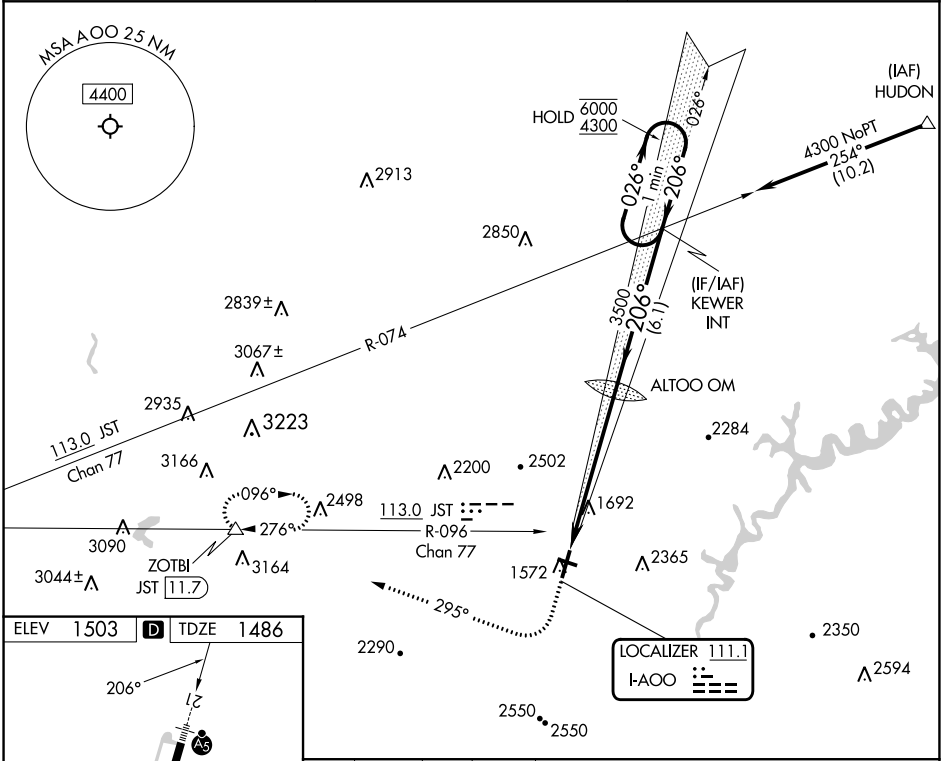 MSA AOO 25 NM
4400
(IAF)
HUDON
HOLD 6000
4300
026°
1 min
206°
026°
4300 NoPT
254°
(10.2)
2913
2850
(IF/IAF)
KEWER
INT
3500
206°
(6.1)
2839±
R-074
3067±
ALTOO OM
2935
3223
113.0 JST
Chan 77
2284
3166
2200
2502
096°
2498
1692
113.0 JST
276°
R-096
Chan 77
3090
ZOTBI
JST 11.7
3164
1572
2365
3044±
295°
ELEV 1503 D TDZE 1486
2290
2350
LOCALIZER 111.1
I-AOO
2594
206°
21
A5
2550
2550